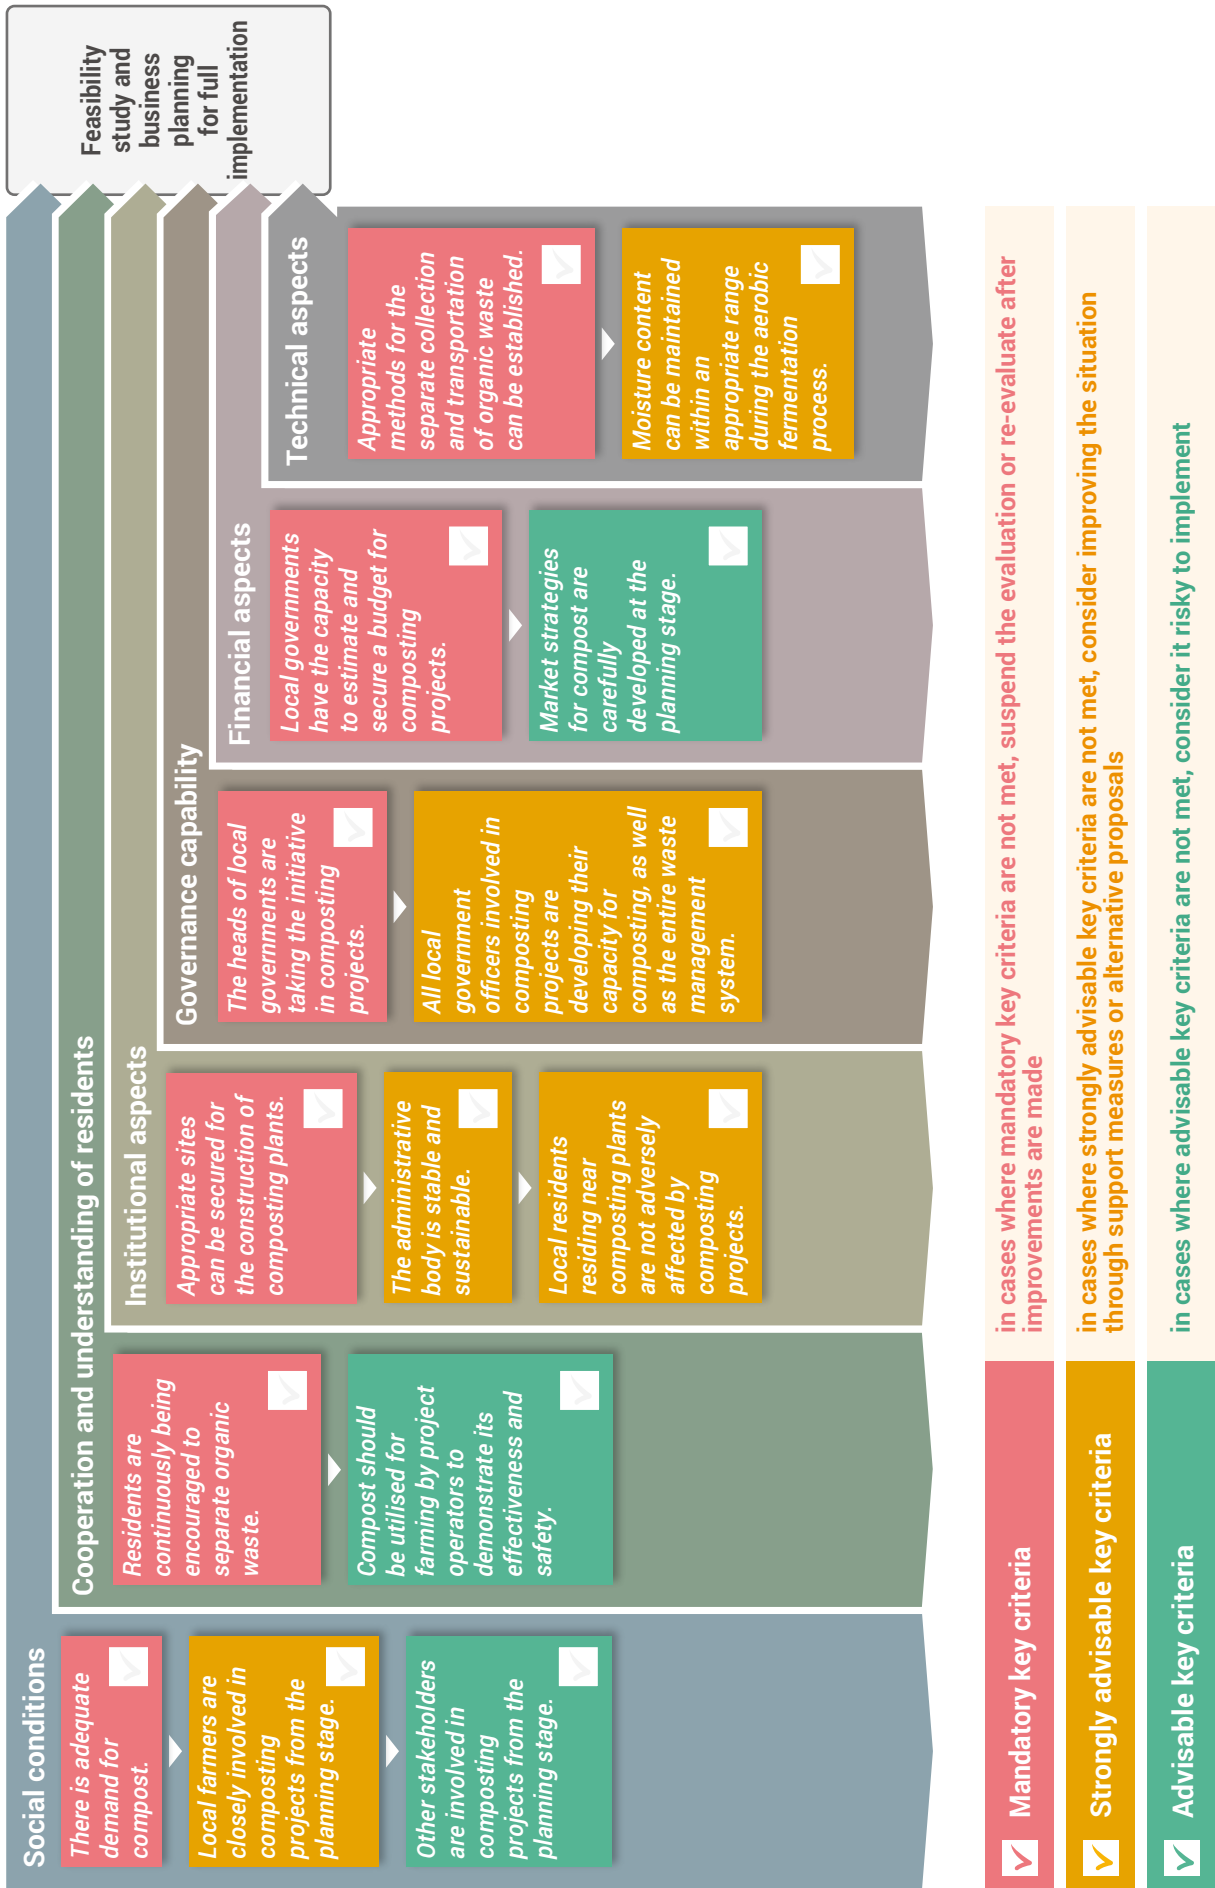 Social conditions
There is adequate
demand for
compost.
Local farmers are
closely involved in
composting
projects from the
planning stage.
Other stakeholders
are involved in
composting
projects from the
planning stage.
Cooperation and understanding of residents
Residents are
continuously being
encouraged to
separate organic
waste.
Compost should
be utilised for
farming by project
operators to
demonstrate its
effectiveness and
safety.
Institutional aspects
Appropriate sites
can be secured for
the construction of
composting plants.
The administrative
body is stable and
sustainable.
Local residents
residing near
composting plants
are not adversely
affected by
composting
projects.
Governance capability
The heads of local
governments are
taking the initiative
in composting
projects.
All local
government
officers involved in
composting
projects are
developing their
capacity for
composting, as well
as the entire waste
management
system.
Financial aspects
Local governments
have the capacity
to estimate and
secure a budget for
composting
projects.
Market strategies
for compost are
carefully
developed at the
planning stage.
Technical aspects
Appropriate
methods for the
separate collection
and transportation
of organic waste
can be established.
Moisture content
can be maintained
within an
appropriate range
during the aerobic
fermentation
process.
Feasibility
study and
business
planning
for full
implementation
Mandatory key criteria
in cases where mandatory key criteria are not met, suspend the evaluation or re-evaluate after
improvements are made
Strongly advisable key criteria
in cases where strongly advisable key criteria are not met, consider improving the situation
through support measures or alternative proposals
Advisable key criteria
in cases where advisable key criteria are not met, consider it risky to implement